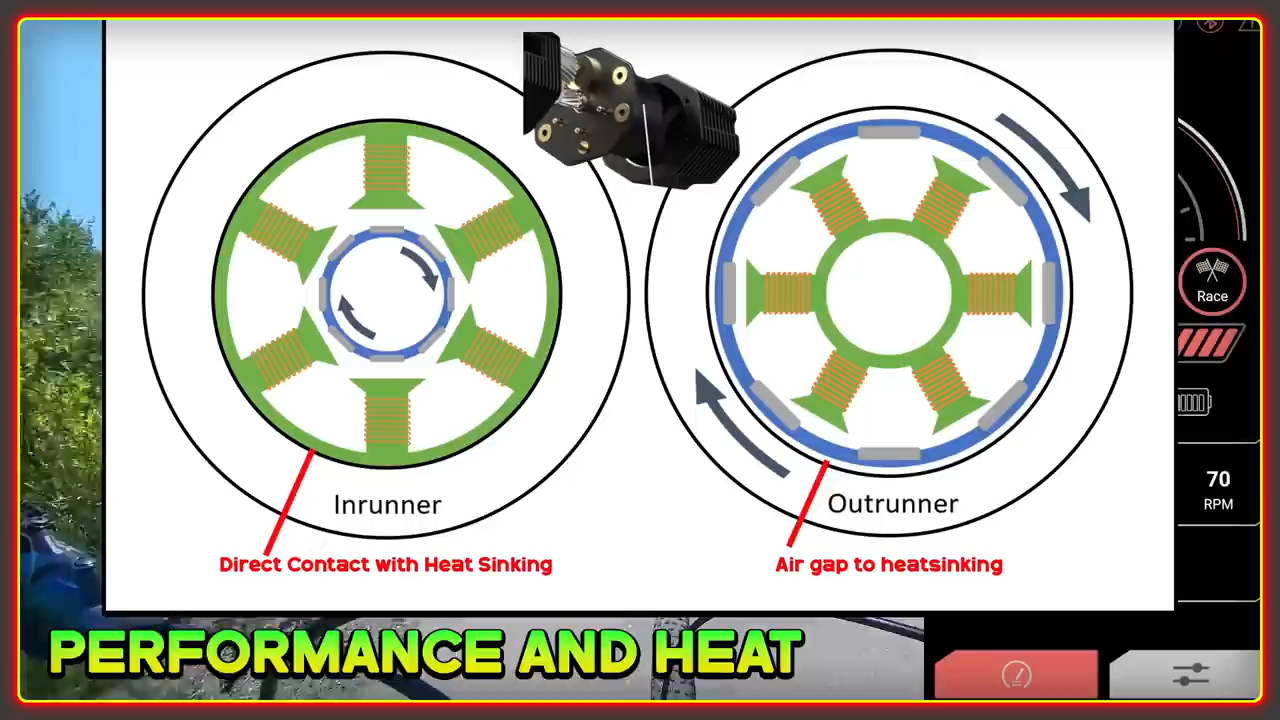 Race
70
RPM
Inrunner
Outrunner
Direct Contact with Heat Sinking
Air gap to heatsinking
PERFORMANCE AND HEAT